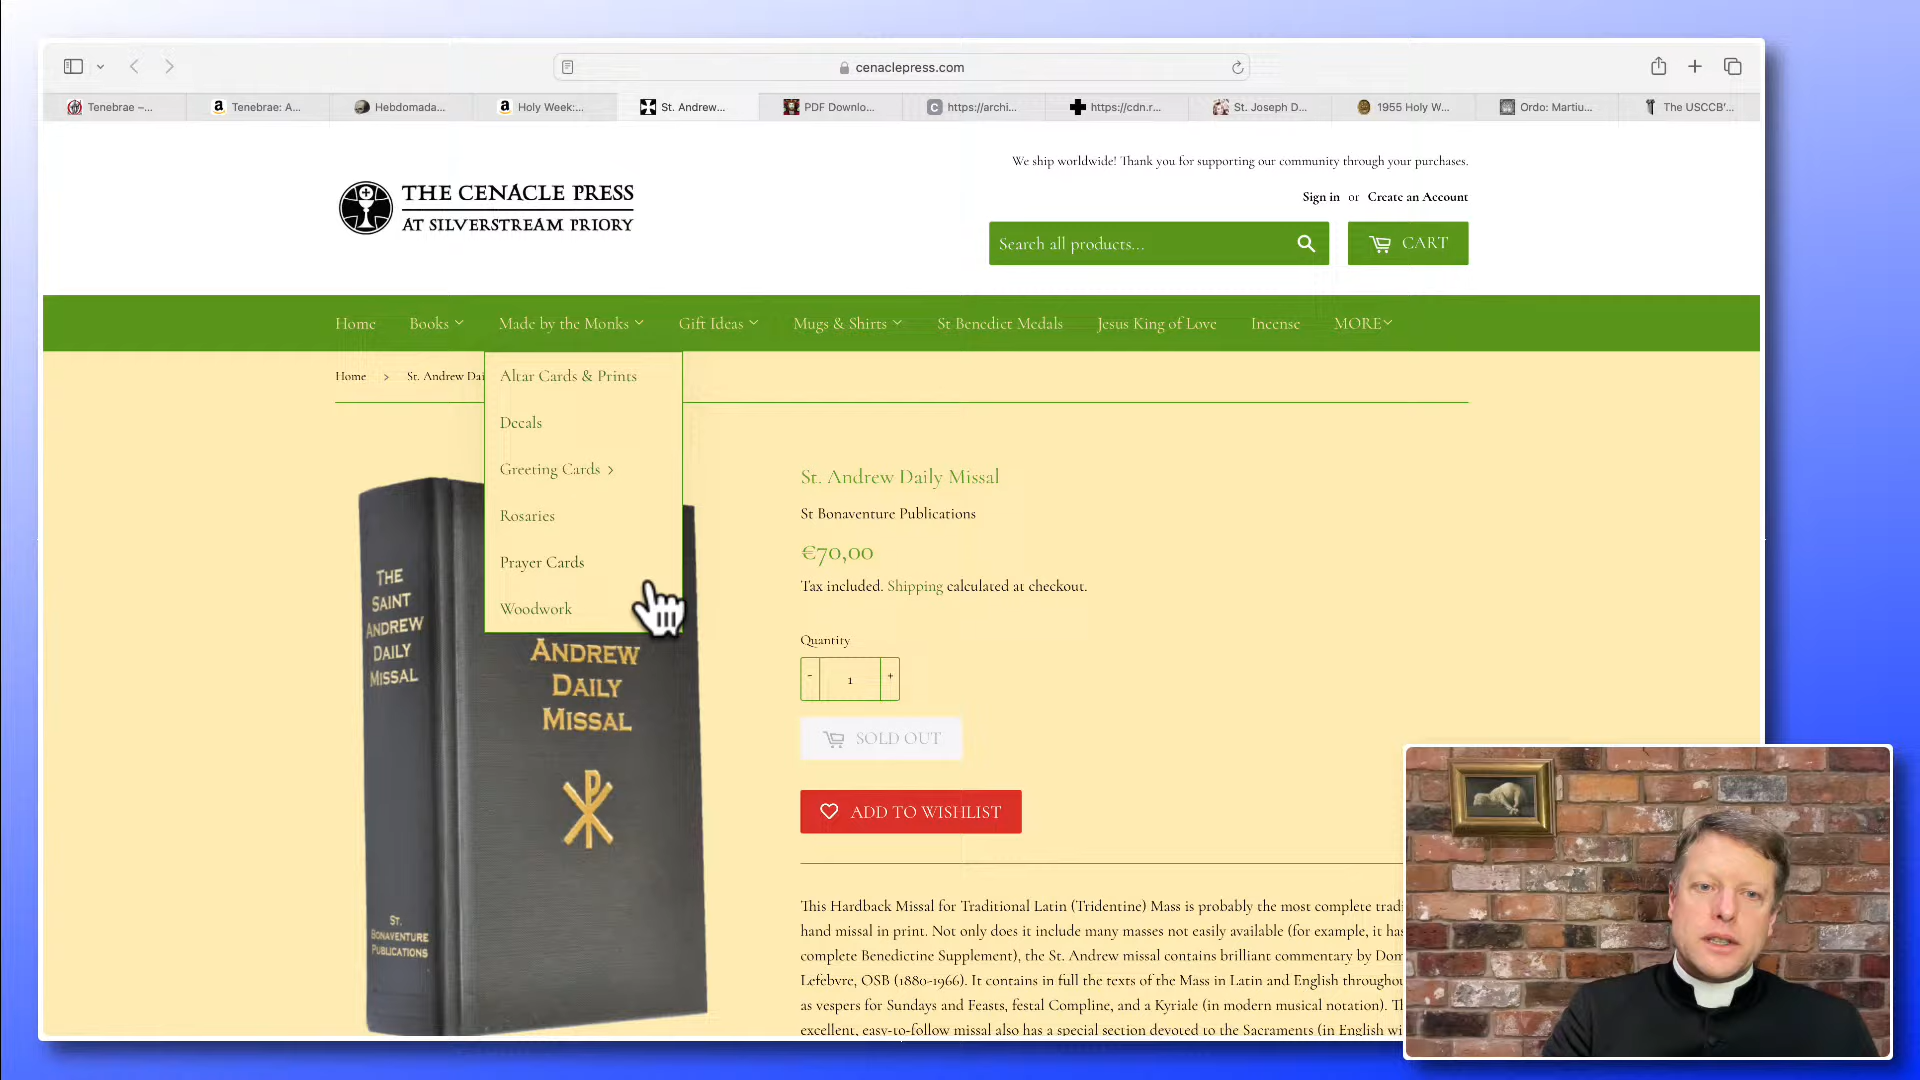 cenaclepress.com
Tenebrae –...
Tenebrae: A...
Hebdomada...
Holy Week:...
St. Andrew...
PDF Downlo...
https://archi...
https://cdn.r...
St. Joseph D...
1955 Holy W...
Ordo: Martiu...
The USCCB'...
We ship worldwide! Thank you for supporting our community through your purchases.
THE CENACLE PRESS
AT SILVERSTREAM PRIORY
Sign in or Create an Account
Search all products...
CART
Home Books Made by the Monks Gift Ideas Mugs & Shirts St Benedict Medals Jesus King of Love Incense MORE
Home > St. Andrew Dai
Altar Cards & Prints
Decals
Greeting Cards >
Rosaries
Prayer Cards
Woodwork
THE
SAINT
ANDREW
DAILY
MISSAL
ST.
BONAVENTURE
PUBLICATIONS
ANDREW
DAILY
MISSAL
St. Andrew Daily Missal
St Bonaventure Publications
€70,00
Tax included. Shipping calculated at checkout.
Quantity
- 1 +
SOLD OUT
ADD TO WISHLIST
This Hardback Missal for Traditional Latin (Tridentine) Mass is probably the most complete tradi
hand missal in print. Not only does it include many masses not easily available (for example, it has
complete Benedictine Supplement), the St. Andrew missal contains brilliant commentary by Dom
Lefebvre, OSB (1880-1966). It contains in full the texts of the Mass in Latin and English throughou
as vespers for Sundays and Feasts, festal Compline, and a Kyriale (in modern musical notation). Th
excellent, easy-to-follow missal also has a special section devoted to the Sacraments (in English wi